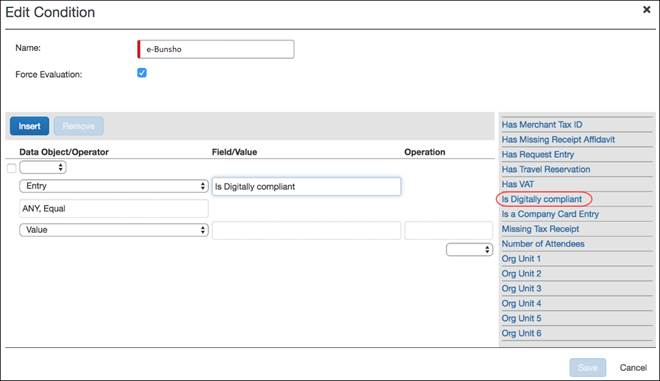 Edit Condition
Name:
e-Bunsho
Force Evaluation:
Insert
Remove
Data Object/Operator
Field/Value
Operation
Entry
Is Digitally compliant
ANY, Equal
Value
Has Merchant Tax ID
Has Missing Receipt Affidavit
Has Request Entry
Has Travel Reservation
Has VAT
Is Digitally compliant
Is a Company Card Entry
Missing Tax Receipt
Number of Attendees
Org Unit 1
Org Unit 2
Org Unit 3
Org Unit 4
Org Unit 5
Org Unit 6
Save
Cancel